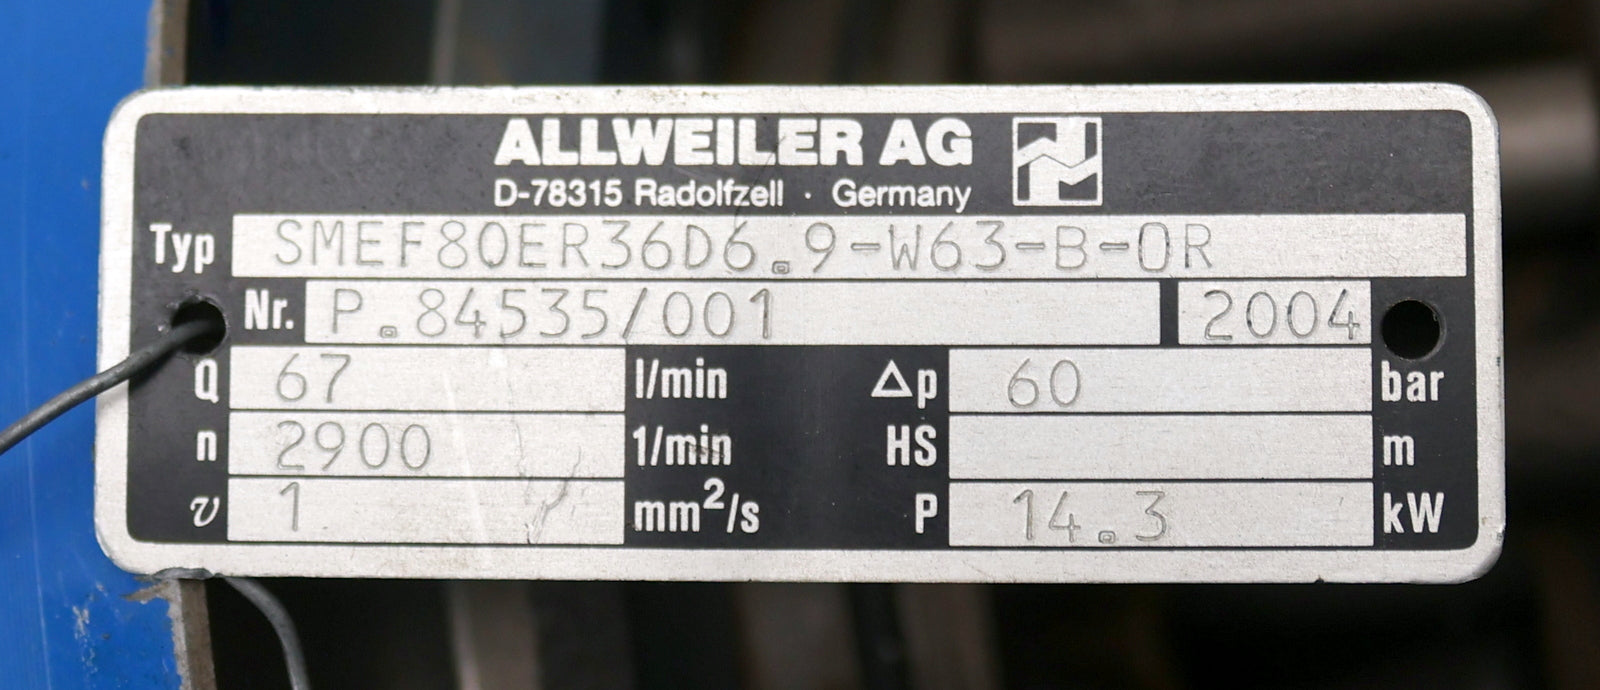 ALLWEILER AG
D-78315 Radolfzell · Germany
Typ SMEF80ER36D6.9-W63-B-OR
Nr. P.84535/001 2004
Q 67 l/min Δp 60 bar
n 2900 1/min HS m
ν 1 mm²/s P 14.3 kW